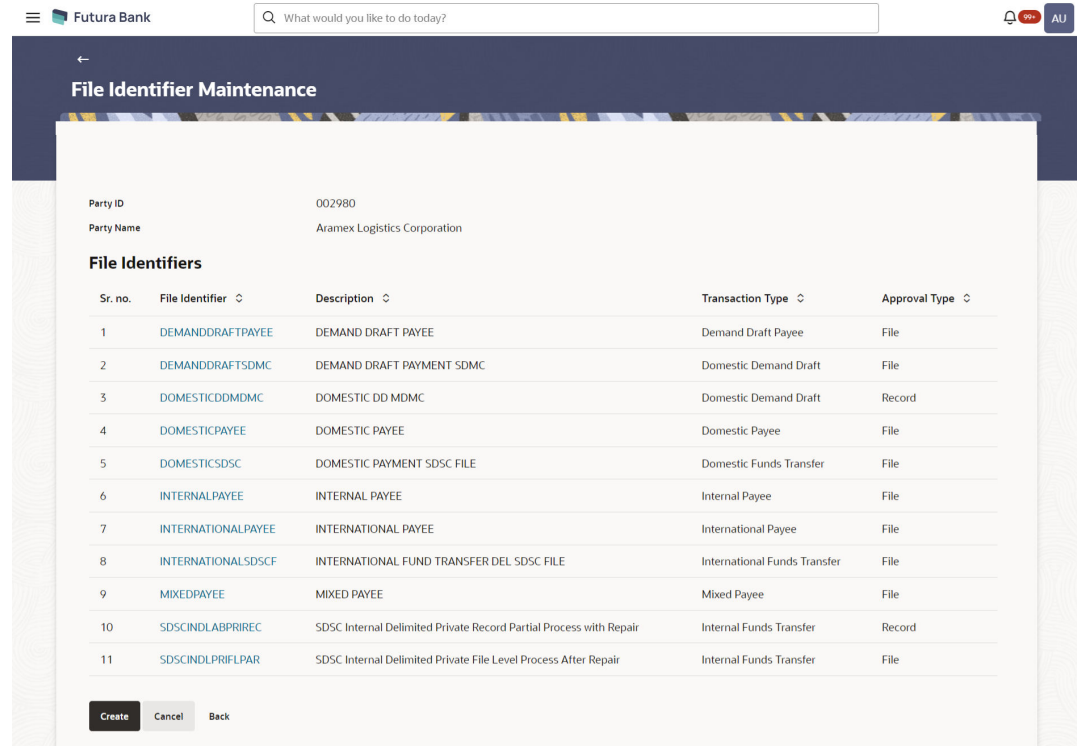 Futura Bank
What would you like to do today?
99+
AU
File Identifier Maintenance
Party ID 002980
Party Name Aramex Logistics Corporation
File Identifiers
Sr. no. File Identifier Description Transaction Type Approval Type
1 DEMANDDRAFTPAYEE DEMAND DRAFT PAYEE Demand Draft Payee File
2 DEMANDDRAFTSDMC DEMAND DRAFT PAYMENT SDMC Domestic Demand Draft File
3 DOMESTICDDMDMC DOMESTIC DD MDMC Domestic Demand Draft Record
4 DOMESTICPAYEE DOMESTIC PAYEE Domestic Payee File
5 DOMESTICSDSC DOMESTIC PAYMENT SDSC FILE Domestic Funds Transfer File
6 INTERNALPAYEE INTERNAL PAYEE Internal Payee File
7 INTERNATIONALPAYEE INTERNATIONAL PAYEE International Payee File
8 INTERNATIONALSDSCF INTERNATIONAL FUND TRANSFER DEL SDSC FILE International Funds Transfer File
9 MIXEDPAYEE MIXED PAYEE Mixed Payee File
10 SDSCINDLABPRIREC SDSC Internal Delimited Private Record Partial Process with Repair Internal Funds Transfer Record
11 SDSCINDLPRIFLPAR SDSC Internal Delimited Private File Level Process After Repair Internal Funds Transfer File
Create Cancel Back